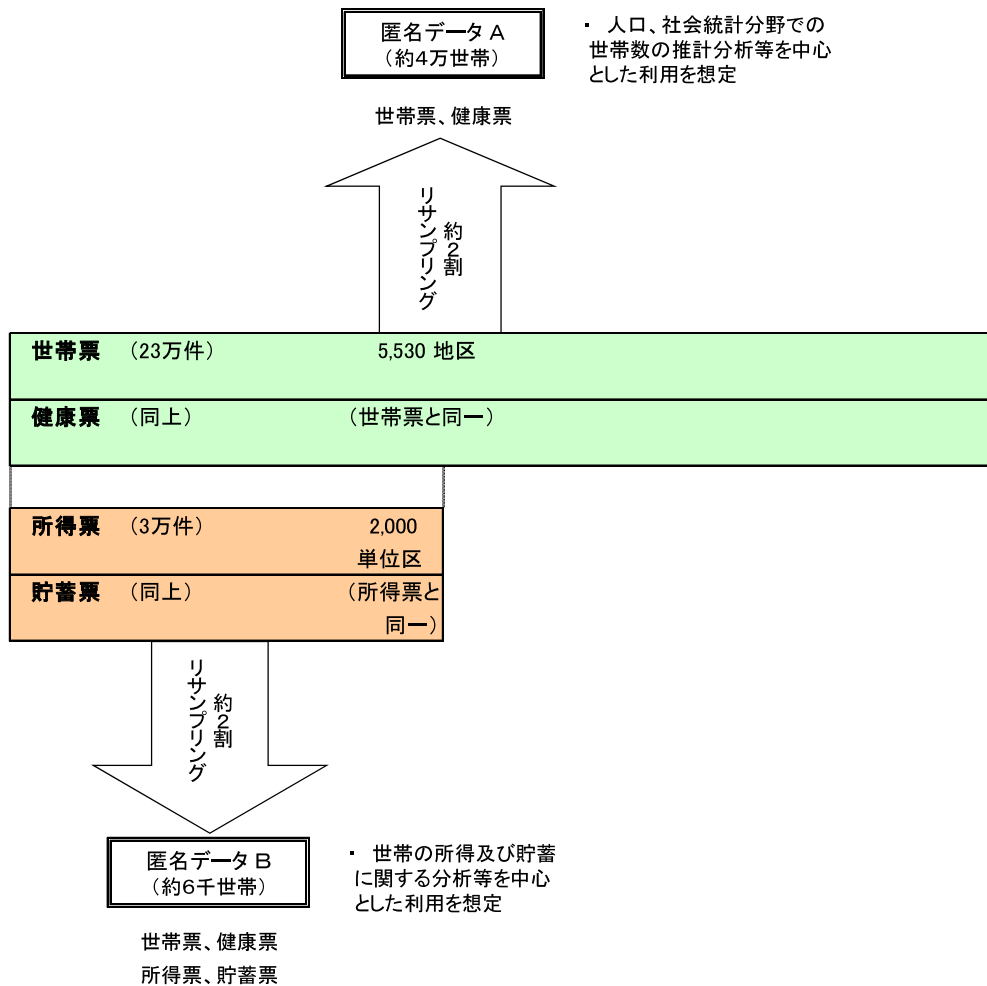 匿名データ A
（約4万世帯）
・ 人口、社会統計分野での
世帯数の推計分析等を中心
とした利用を想定
世帯票、健康票
約２割
リサンプリング
世帯票 （23万件） 5,530 地区
健康票 （同上） （世帯票と同一）
所得票 （3万件） 2,000
単位区
貯蓄票 （同上） （所得票と
同一）
約２割
リサンプリング
匿名データ B
（約6千世帯）
・ 世帯の所得及び貯蓄
に関する分析等を中心
とした利用を想定
世帯票、健康票
所得票、貯蓄票